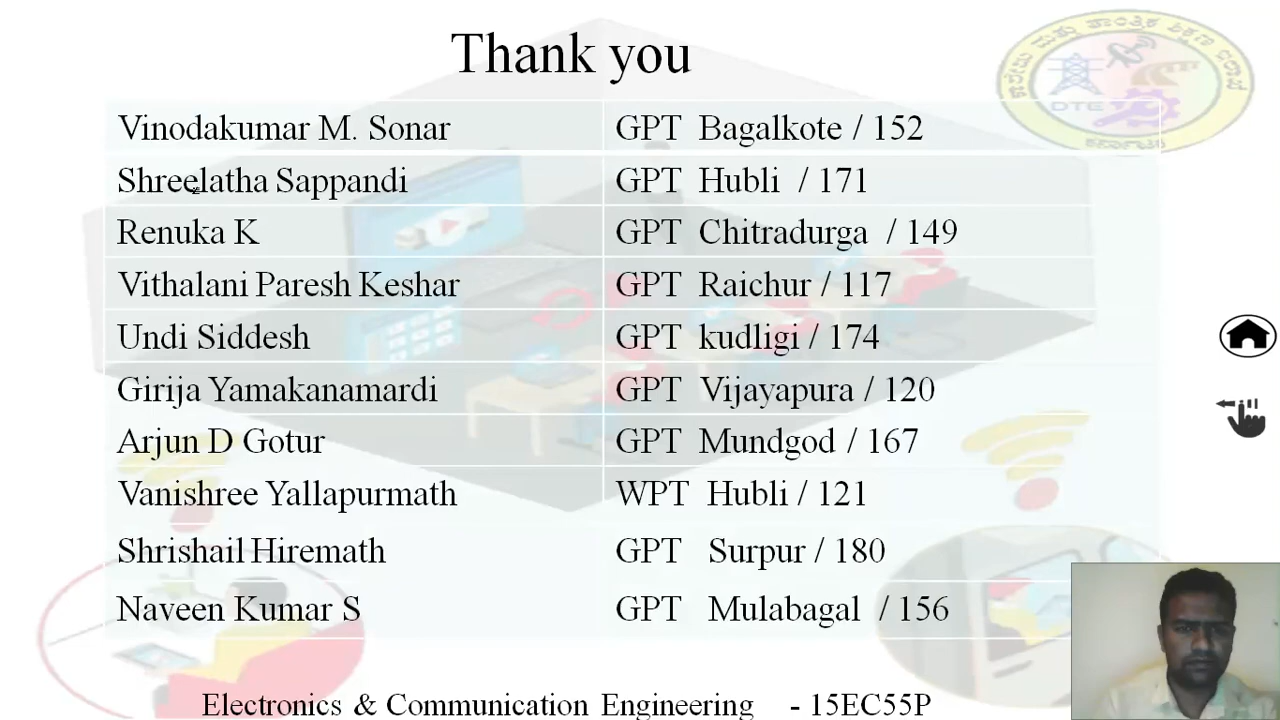 Thank you
Vinodakumar M. Sonar GPT Bagalkote / 152
Shreelatha Sappandi GPT Hubli / 171
Renuka K GPT Chitradurga / 149
Vithalani Paresh Keshar GPT Raichur / 117
Undi Siddesh GPT kudligi / 174
Girija Yamakanamardi GPT Vijayapura / 120
Arjun D Gotur GPT Mundgod / 167
Vanishree Yallapurmath WPT Hubli / 121
Shrishail Hiremath GPT Surpur / 180
Naveen Kumar S GPT Mulabagal / 156
Electronics & Communication Engineering - 15EC55P
DTE